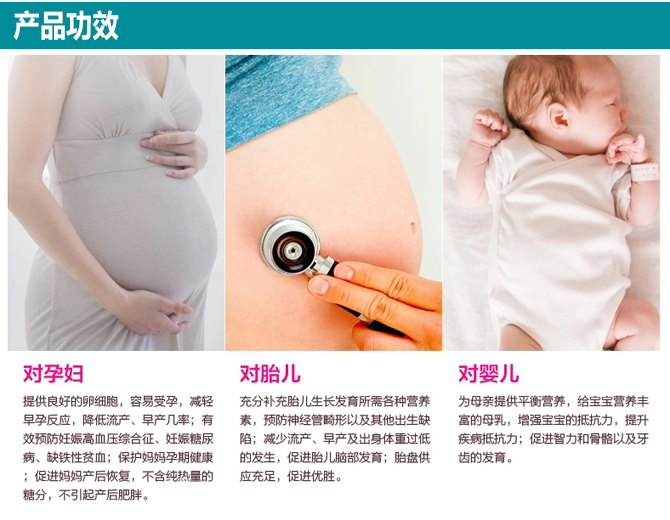 产品功效
对孕妇
提供良好的卵细胞，容易受孕，减轻
早孕反应，降低流产、早产几率；有
效预防妊娠高血压综合征、妊娠糖尿
病、缺铁性贫血；保护妈妈孕期健康
；促进妈妈产后恢复，不含纯热量的
糖分，不引起产后肥胖。
对胎儿
充分补充胎儿生长发育所需各种营养
素，预防神经管畸形以及其他出生缺
陷；减少流产、早产及出身体重过低
的发生，促进胎儿脑部发育；胎盘供
应充足，促进优胜。
对婴儿
为母亲提供平衡营养，给宝宝营养丰
富的母乳，增强宝宝的抵抗力，提升
疾病抵抗力；促进智力和骨骼以及牙
齿的发育。